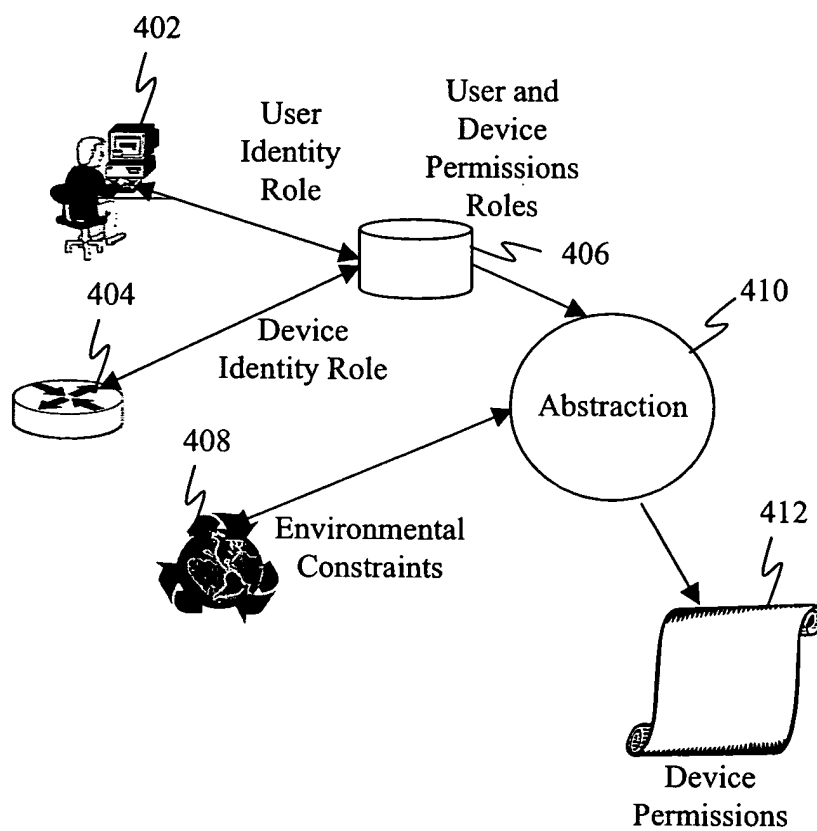 402
User
Identity
Role
User and
Device
Permissions
Roles
406
404
Device
Identity Role
410
Abstraction
408
Environmental
Constraints
412
Device
Permissions